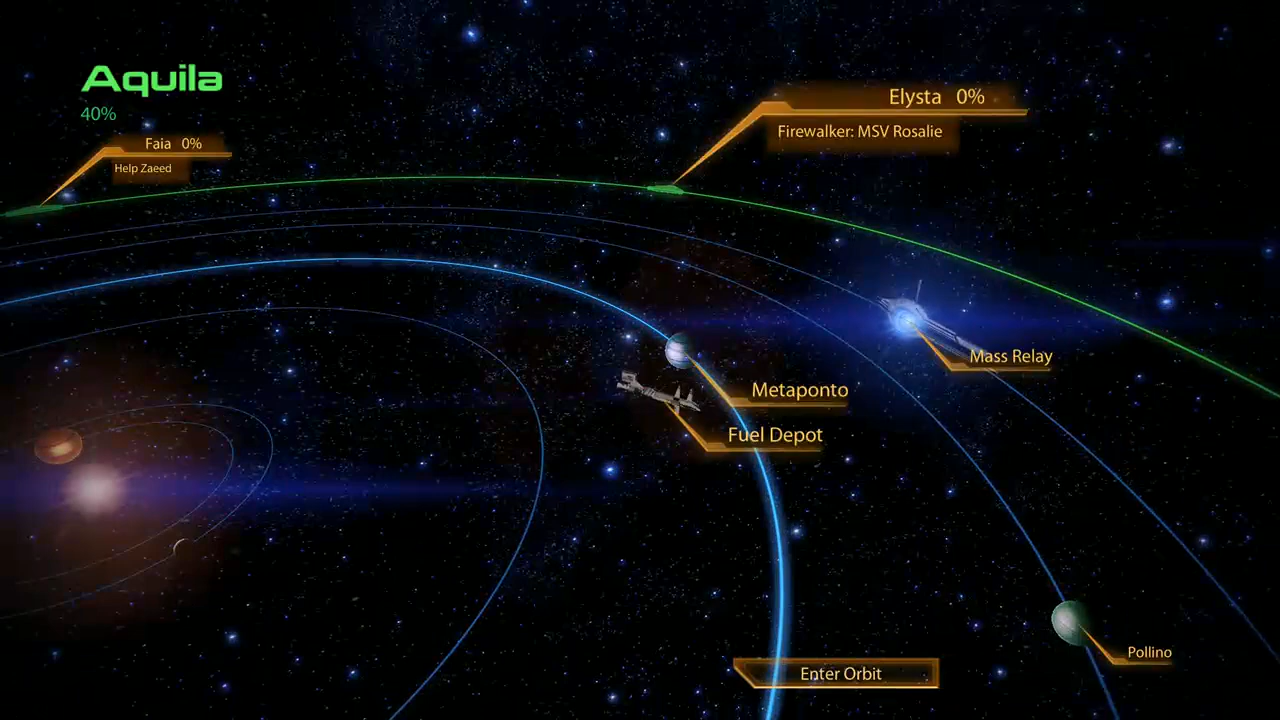 Aquila
40%
Elysta 0%
Firewalker: MSV Rosalie
Faia 0%
Help Zaeed
Mass Relay
Metaponto
Fuel Depot
Pollino
Enter Orbit